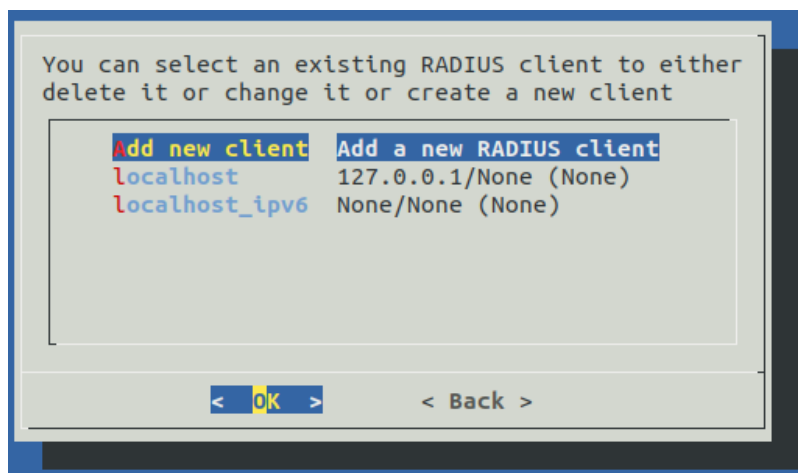 You can select an existing RADIUS client to either
delete it or change it or create a new client
Add new client Add a new RADIUS client
localhost 127.0.0.1/None (None)
localhost_ipv6 None/None (None)
< OK > < Back >